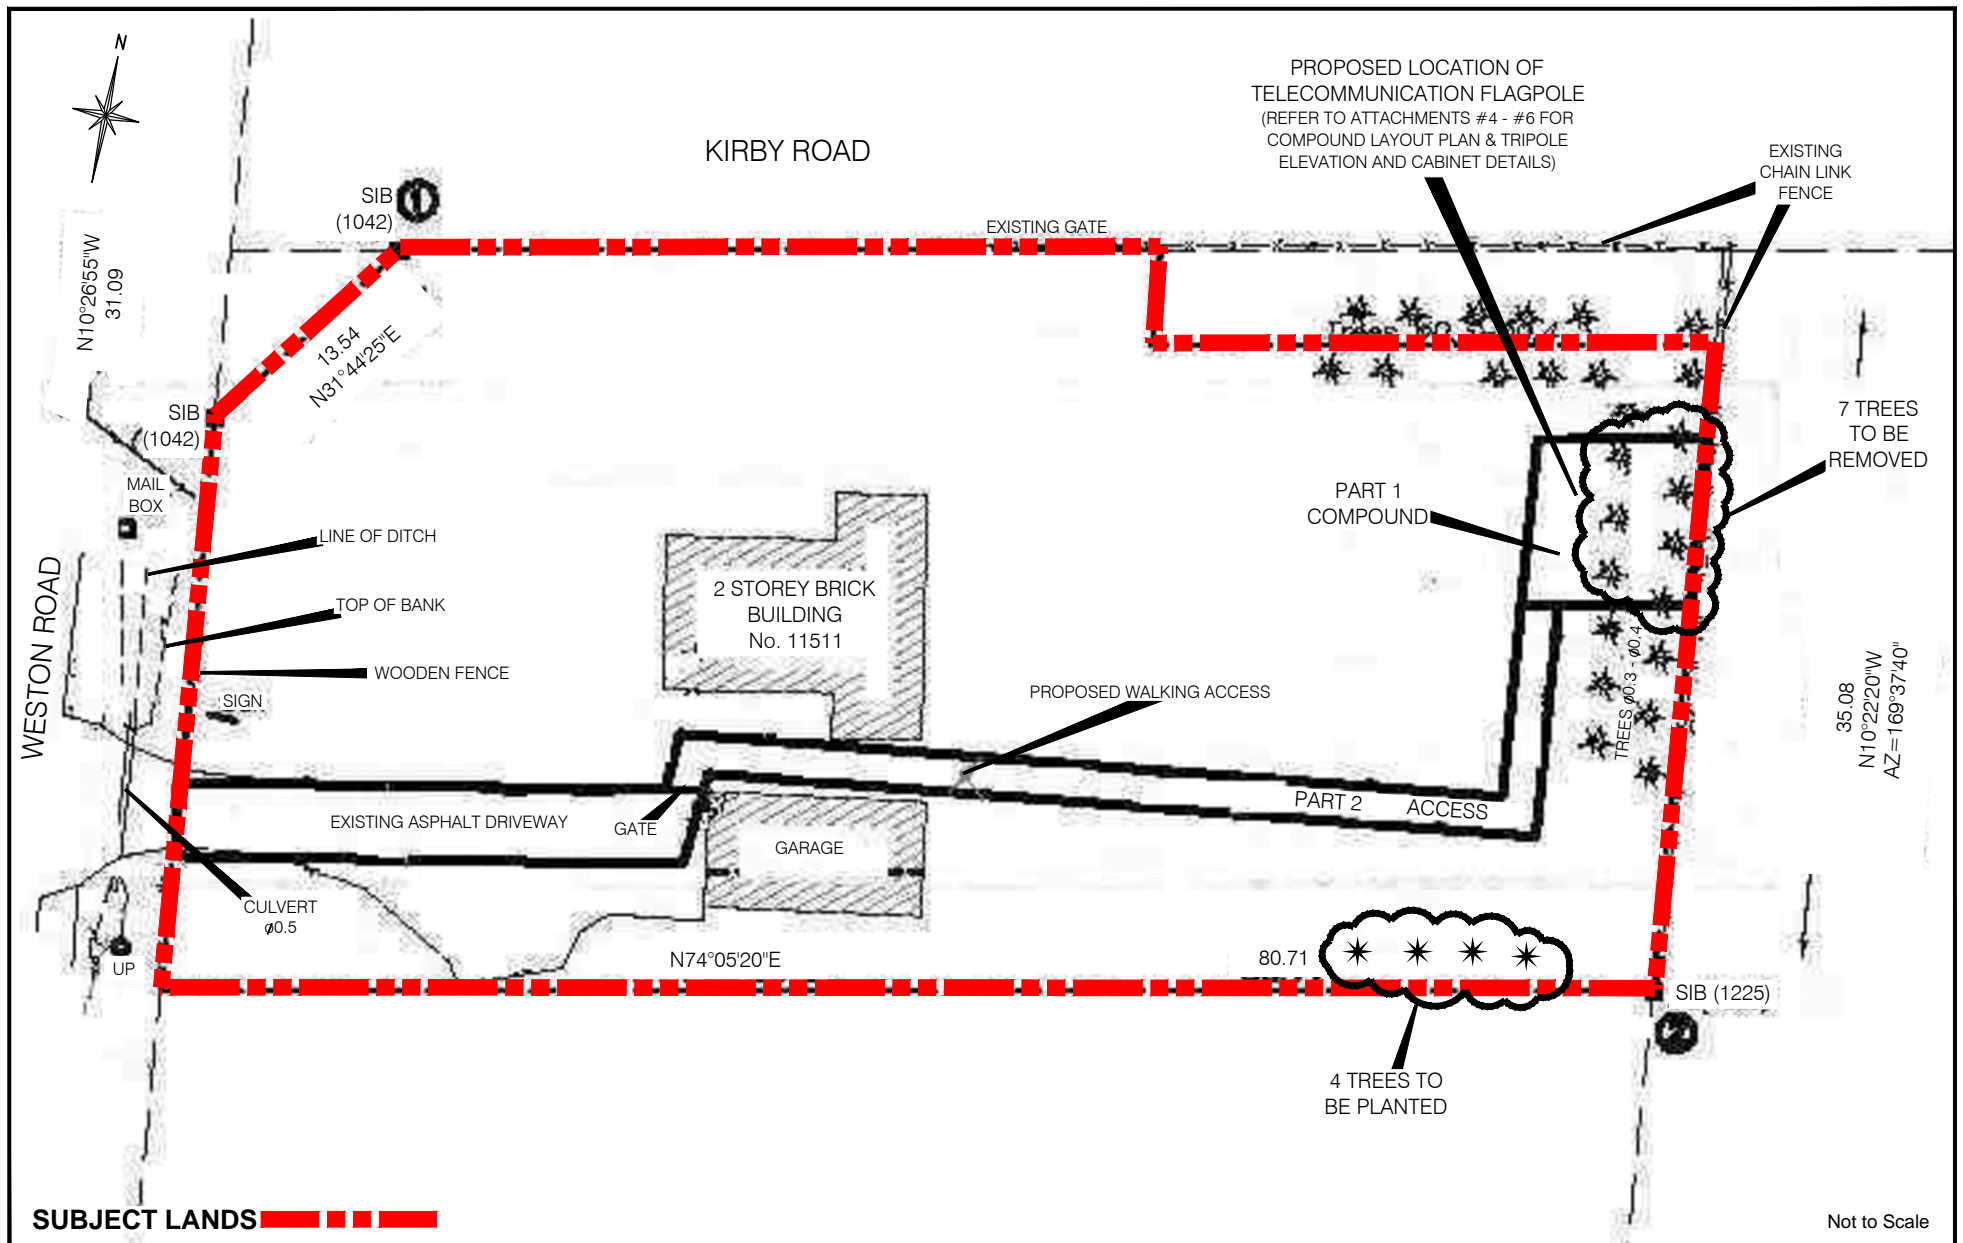 N
KIRBY ROAD
PROPOSED LOCATION OF
TELECOMMUNICATION FLAGPOLE
(REFER TO ATTACHMENTS #4 - #6 FOR
COMPOUND LAYOUT PLAN & TRIPOLE
ELEVATION AND CABINET DETAILS)
EXISTING
CHAIN LINK
FENCE
SIB
(1042)
1
EXISTING GATE
N10°26'55"W
31.09
13.54
N31°44'25"E
SIB
(1042)
MAIL
BOX
LINE OF DITCH
TOP OF BANK
WOODEN FENCE
SIGN
WESTON ROAD
2 STOREY BRICK
BUILDING
No. 11511
PART 1
COMPOUND
7 TREES
TO BE
REMOVED
TREES ø0.3 - ø0.4
35.08
N10°22'20"W
AZ=169°37'40"
PROPOSED WALKING ACCESS
PART 2 ACCESS
EXISTING ASPHALT DRIVEWAY
GATE
GARAGE
CULVERT
ø0.5
UP
N74°05'20"E
80.71
SIB (1225)
2
4 TREES TO
BE PLANTED
SUBJECT LANDS
Not to Scale